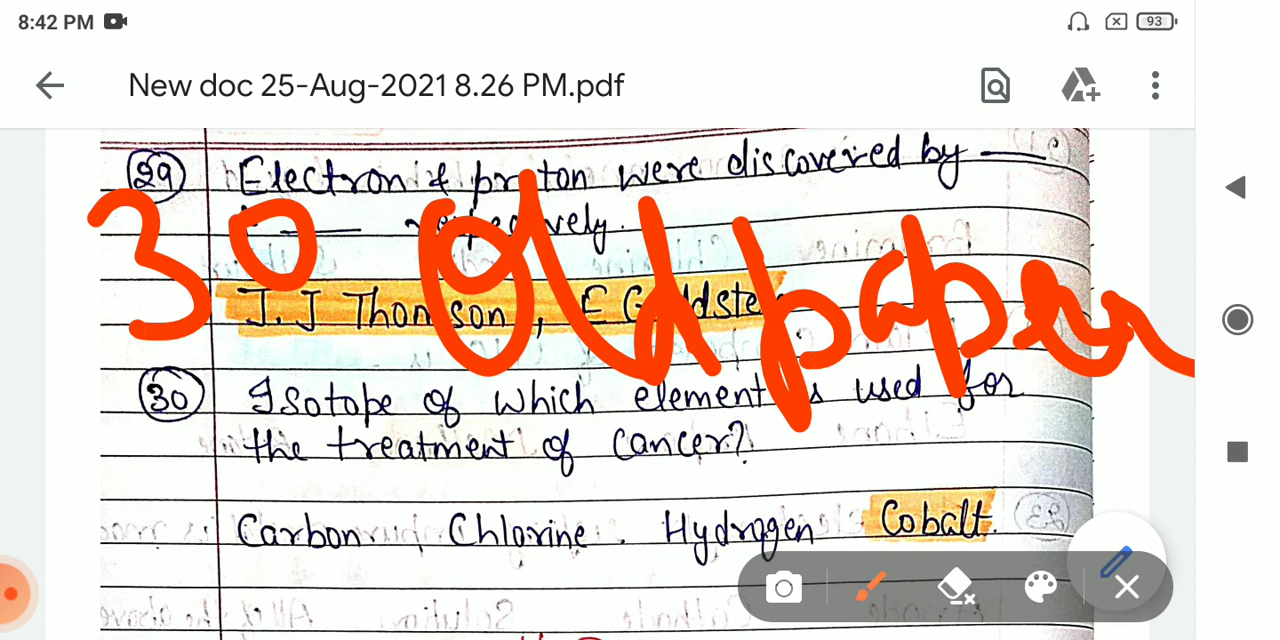 8:42 PM
93
New doc 25-Aug-2021 8.26 PM.pdf
29 Electron & proton were discovered by ——
—— respectively.
J.J Thomson, E Goldste
30 Old paper
30 Isotope of which element is used for
the treatment of cancer?
Carbon Chlorine Hydrogen Cobalt.